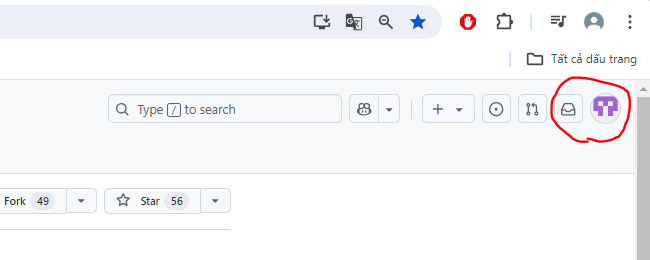 Tất cả dấu trang
Type / to search
Fork 49 Star 56